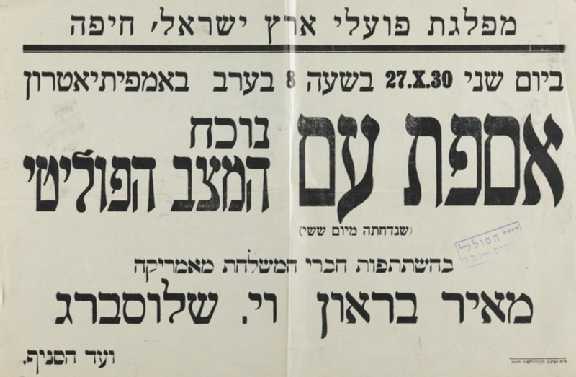 מפלגת פועלי ארץ ישראל, חיפה
ביום שני 27.X.30 בשעה 8 בערב באמפיתיאטרון
אספת עם נוכח
המצב הפוליטי
(שנדחתה מיום ששי)
בהשתתפות חברי המשלחת מאמריקה
מאיר בראון וי. שלוסברג
ועד הסניף.